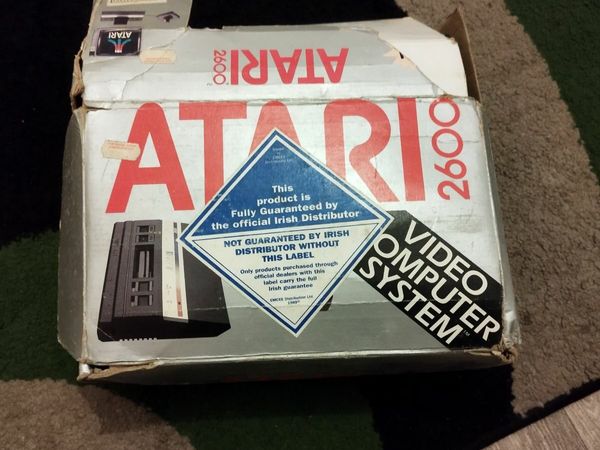 ATARI
2600
ATARI
ATARI
2600
This
product is
Fully Guaranteed by
the official Irish Distributor
NOT GUARANTEED BY IRISH
DISTRIBUTOR WITHOUT
THIS LABEL
Only products purchased through
official dealers with this
label carry the full
Irish guarantee
VIDEO
COMPUTER
SYSTEM™